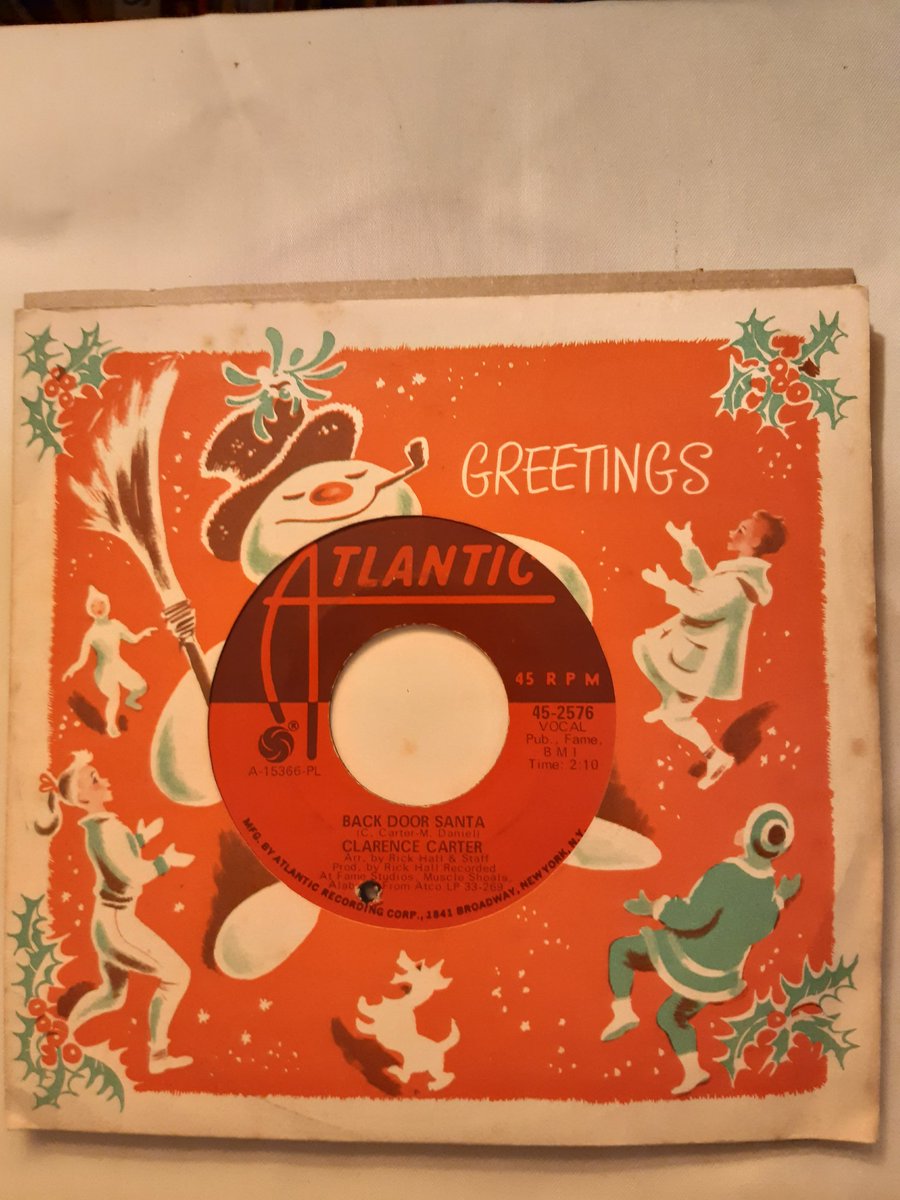 GREETINGS
ATLANTIC
®
45 RPM
45-2576
VOCAL
Pub., Fame,
BMI
Time: 2:10
A-15366-PL
BACK DOOR SANTA
(C. Carter-M. Daniel)
CLARENCE CARTER
Arr. by Rick Hall & Staff
Prod. by Rick Hall Recorded
At Fame Studios, Muscle Shoals,
From Atco LP 33-269
MFG. BY ATLANTIC RECORDING CORP., 1841 BROADWAY, NEW YORK, N.Y.